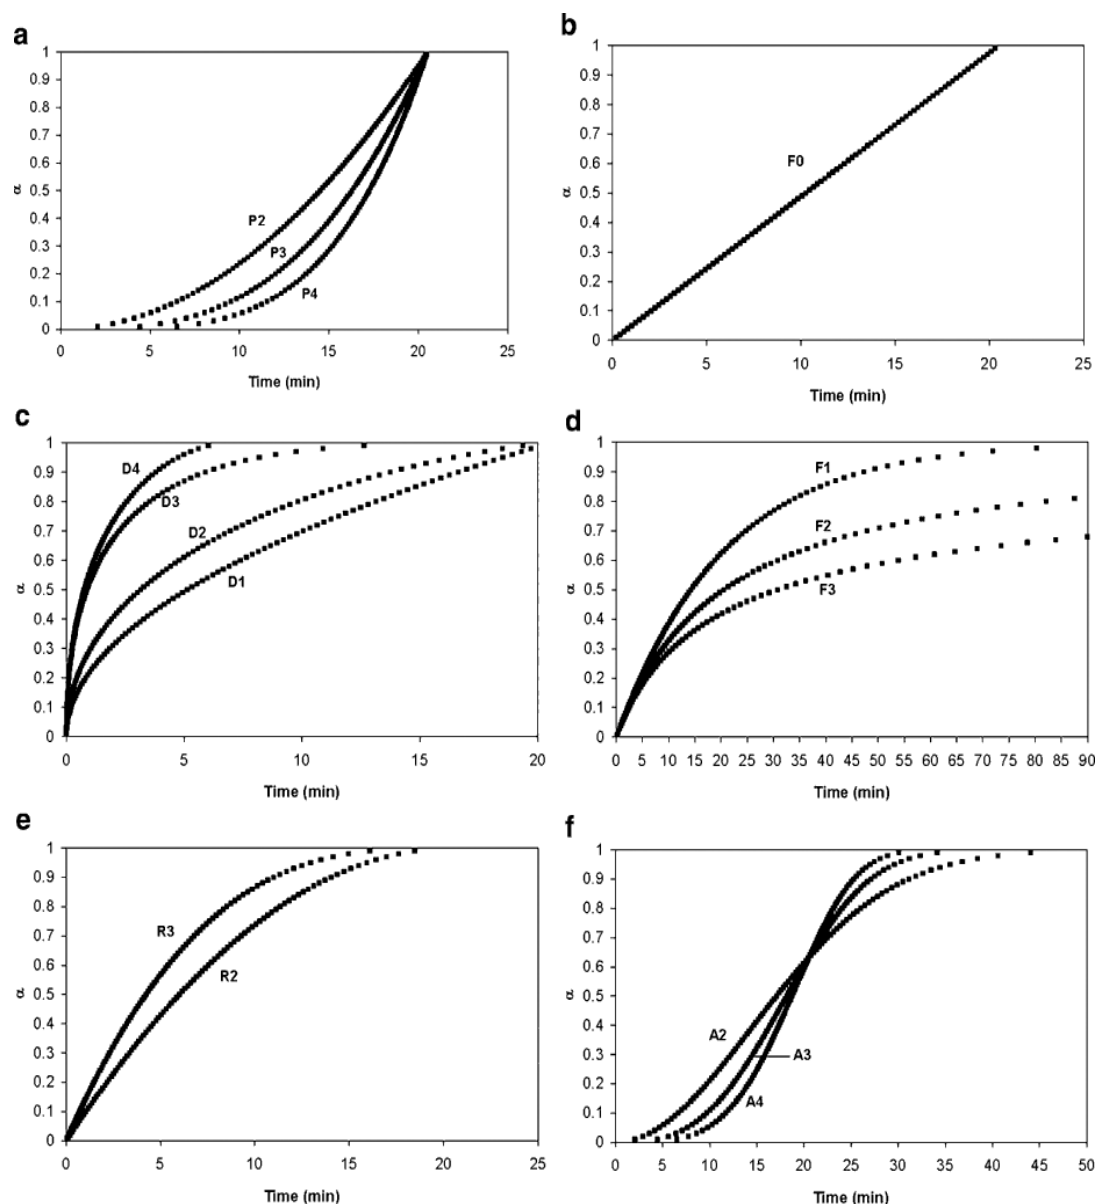 a
1
0.9
0.8
0.7
0.6
0.5
0.4
0.3
0.2
0.1
0
α
P2
P3
P4
0 5 10 15 20 25
Time (min)
b
1
0.9
0.8
0.7
0.6
0.5
0.4
0.3
0.2
0.1
0
α
F0
0 5 10 15 20 25
Time (min)
c
1
0.9
0.8
0.7
0.6
0.5
0.4
0.3
0.2
0.1
0
α
D4
D3
D2
D1
0 5 10 15 20
Time (min)
d
1
0.9
0.8
0.7
0.6
0.5
0.4
0.3
0.2
0.1
0
α
F1
F2
F3
0 5 10 15 20 25 30 35 40 45 50 55 60 65 70 75 80 85 90
Time (min)
e
1
0.9
0.8
0.7
0.6
0.5
0.4
0.3
0.2
0.1
0
α
R3
R2
0 5 10 15 20 25
Time (min)
f
1
0.9
0.8
0.7
0.6
0.5
0.4
0.3
0.2
0.1
0
α
A2
A3
A4
0 5 10 15 20 25 30 35 40 45 50
Time (min)